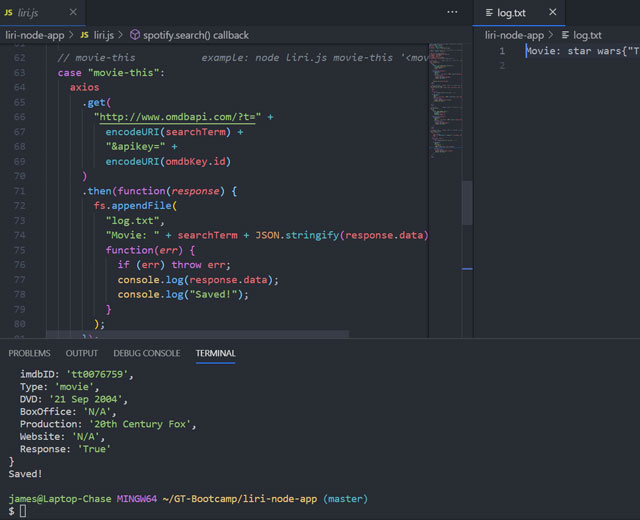 JS liri.js ×
···
log.txt ×
liri-node-app > JS liri.js > spotify.search() callback
liri-node-app > log.txt
62 // movie-this example: node liri.js movie-this '<mov
63 case "movie-this":
64 axios
65 .get(
66 "http://www.omdbapi.com/?t=" +
67 encodeURI(searchTerm) +
68 "&apikey=" +
69 encodeURI(omdbKey.id)
70 )
71 .then(function(response) {
72 fs.appendFile(
73 "log.txt",
74 "Movie: " + searchTerm + JSON.stringify(response.data)
75 function(err) {
76 if (err) throw err;
77 console.log(response.data);
78 console.log("Saved!");
79 }
80 );
1 Movie: star wars{"T
2
PROBLEMS OUTPUT DEBUG CONSOLE TERMINAL
imdbID: 'tt0076759',
Type: 'movie',
DVD: '21 Sep 2004',
BoxOffice: 'N/A',
Production: '20th Century Fox',
Website: 'N/A',
Response: 'True'
}
Saved!
james@Laptop-Chase MINGW64 ~/GT-Bootcamp/liri-node-app (master)
$